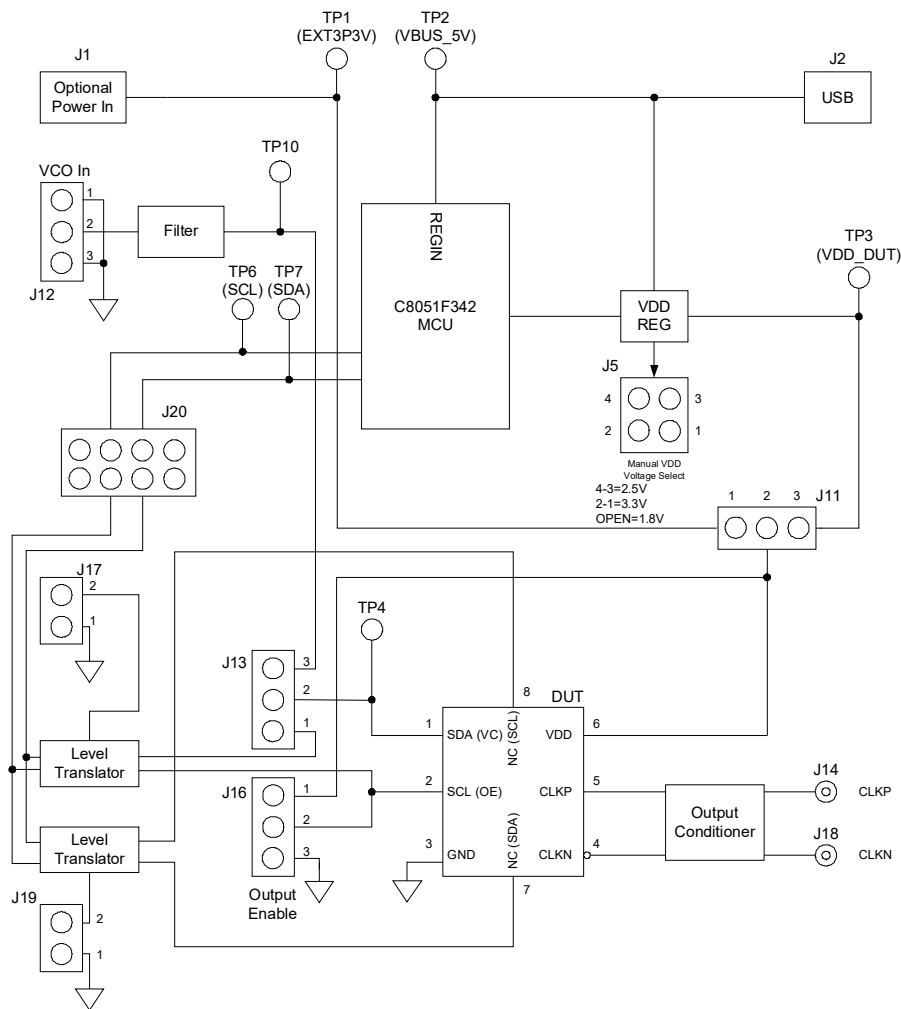 TP1
(EXT3P3V)
TP2
(VBUS_5V)
J1
Optional
Power In
J2
USB
TP10
VCO In
1
2
3
J12
Filter
TP6
(SCL)
TP7
(SDA)
REGIN
C8051F342
MCU
VDD
REG
TP3
(VDD_DUT)
J5
4
3
2
1
Manual VDD
Voltage Select
4-3=2.5V
2-1=3.3V
OPEN=1.8V
J20
1
2
3
J11
J17
2
1
TP4
J13
3
2
1
Level
Translator
J16
1
2
3
Output
Enable
Level
Translator
J19
2
1
DUT
8
NC (SCL)
1
SDA (VC)
VDD
6
2
SCL (OE)
CLKP
5
3
GND
CLKN
4
NC (SDA)
7
Output
Conditioner
J14
CLKP
J18
CLKN